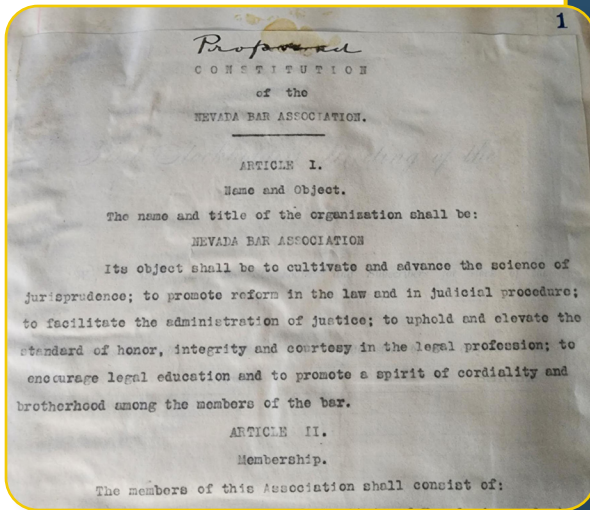 1
Proposed
CONSTITUTION
of the
NEVADA BAR ASSOCIATION.
ARTICLE I.
Name and Object.
The name and title of the organization shall be:
NEVADA BAR ASSOCIATION
Its object shall be to cultivate and advance the science of
jurisprudence; to promote reform in the law and in judicial procedure;
to facilitate the administration of justice; to uphold and elevate the
standard of honor, integrity and courtesy in the legal profession; to
encourage legal education and to promote a spirit of cordiality and
brotherhood among the members of the bar.
ARTICLE II.
Membership.
The members of this Association shall consist of: